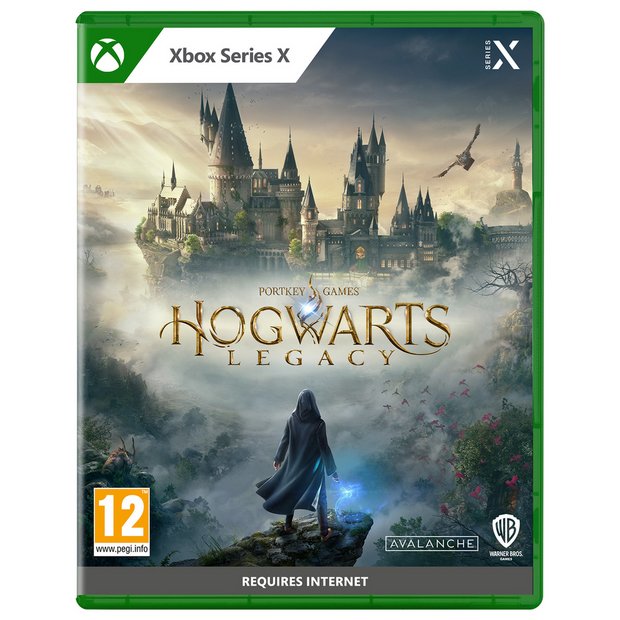 Xbox Series X
SERIES X
PORTKEY GAMES
HOGWARTS
LEGACY
12
www.pegi.info
AVALANCHE
WB
WARNER BROS.
GAMES
REQUIRES INTERNET